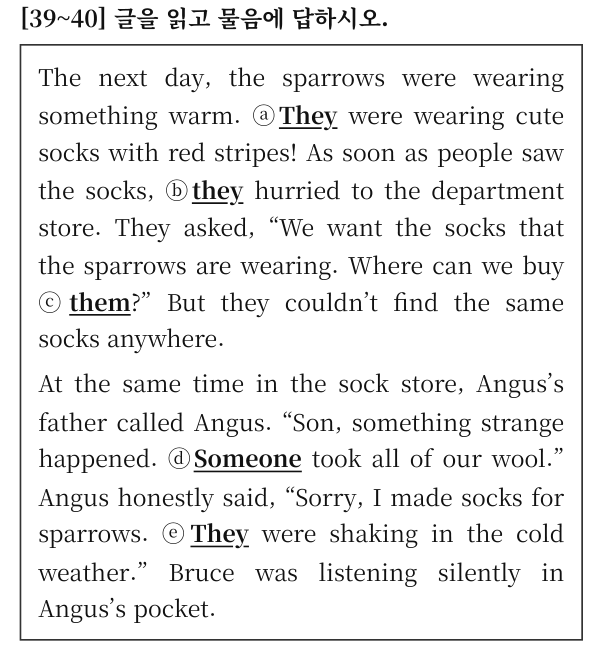 [39~40] 글을 읽고 물음에 답하시오.
The next day, the sparrows were wearing
something warm. ⓐThey were wearing cute
socks with red stripes! As soon as people saw
the socks, ⓑthey hurried to the department
store. They asked, “We want the socks that
the sparrows are wearing. Where can we buy
ⓒ them?” But they couldn’t find the same
socks anywhere.
At the same time in the sock store, Angus’s
father called Angus. “Son, something strange
happened. ⓓSomeone took all of our wool.”
Angus honestly said, “Sorry, I made socks for
sparrows. ⓔ They were shaking in the cold
weather.” Bruce was listening silently in
Angus’s pocket.